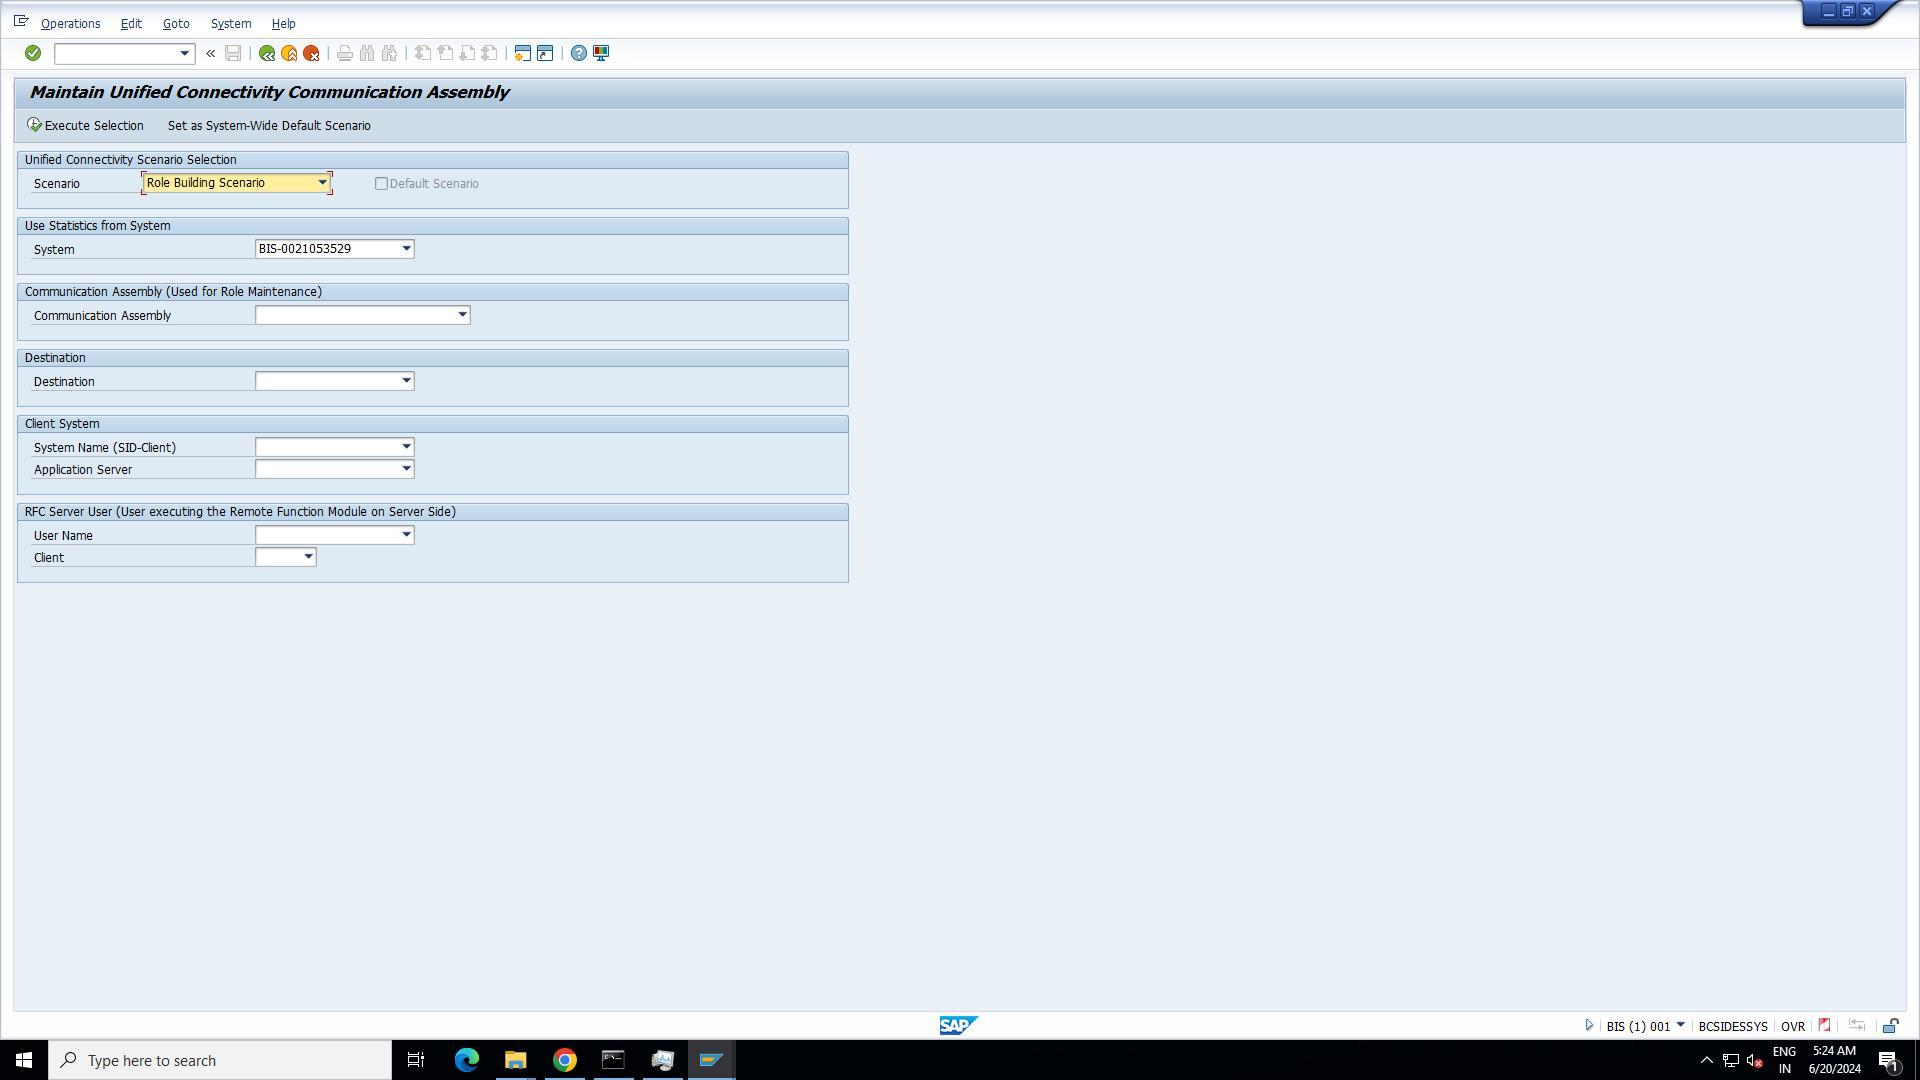 Operations Edit Goto System Help
Maintain Unified Connectivity Communication Assembly
Execute Selection Set as System-Wide Default Scenario
Unified Connectivity Scenario Selection
Scenario Role Building Scenario Default Scenario
Use Statistics from System
System BIS-0021053529
Communication Assembly (Used for Role Maintenance)
Communication Assembly
Destination
Destination
Client System
System Name (SID-Client)
Application Server
RFC Server User (User executing the Remote Function Module on Server Side)
User Name
Client
SAP BIS (1) 001 BCSIDESSYS OVR
Type here to search ENG 5:24 AM
IN 6/20/2024 1